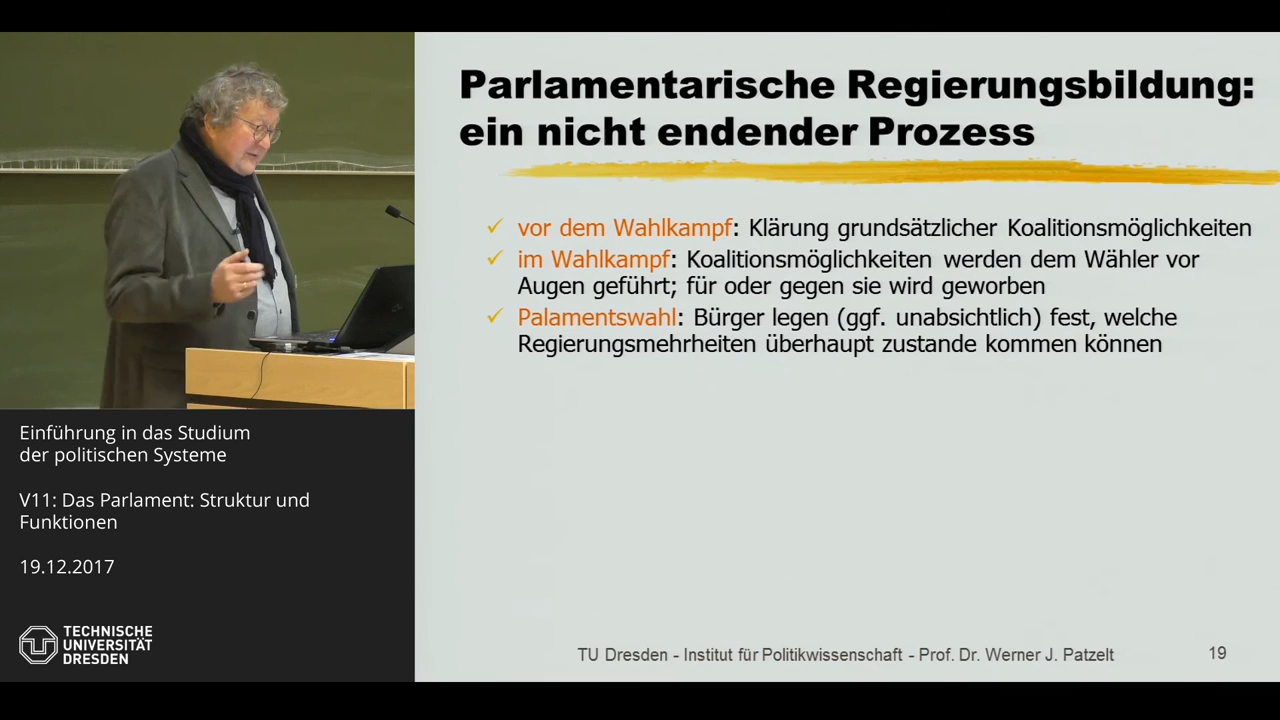 Parlamentarische Regierungsbildung:
ein nicht endender Prozess
✓ vor dem Wahlkampf: Klärung grundsätzlicher Koalitionsmöglichkeiten
✓ im Wahlkampf: Koalitionsmöglichkeiten werden dem Wähler vor
Augen geführt; für oder gegen sie wird geworben
✓ Palamentswahl: Bürger legen (ggf. unabsichtlich) fest, welche
Regierungsmehrheiten überhaupt zustande kommen können
Einführung in das Studium
der politischen Systeme
V11: Das Parlament: Struktur und
Funktionen
19.12.2017
TECHNISCHE
UNIVERSITÄT
DRESDEN
TU Dresden - Institut für Politikwissenschaft - Prof. Dr. Werner J. Patzelt
19